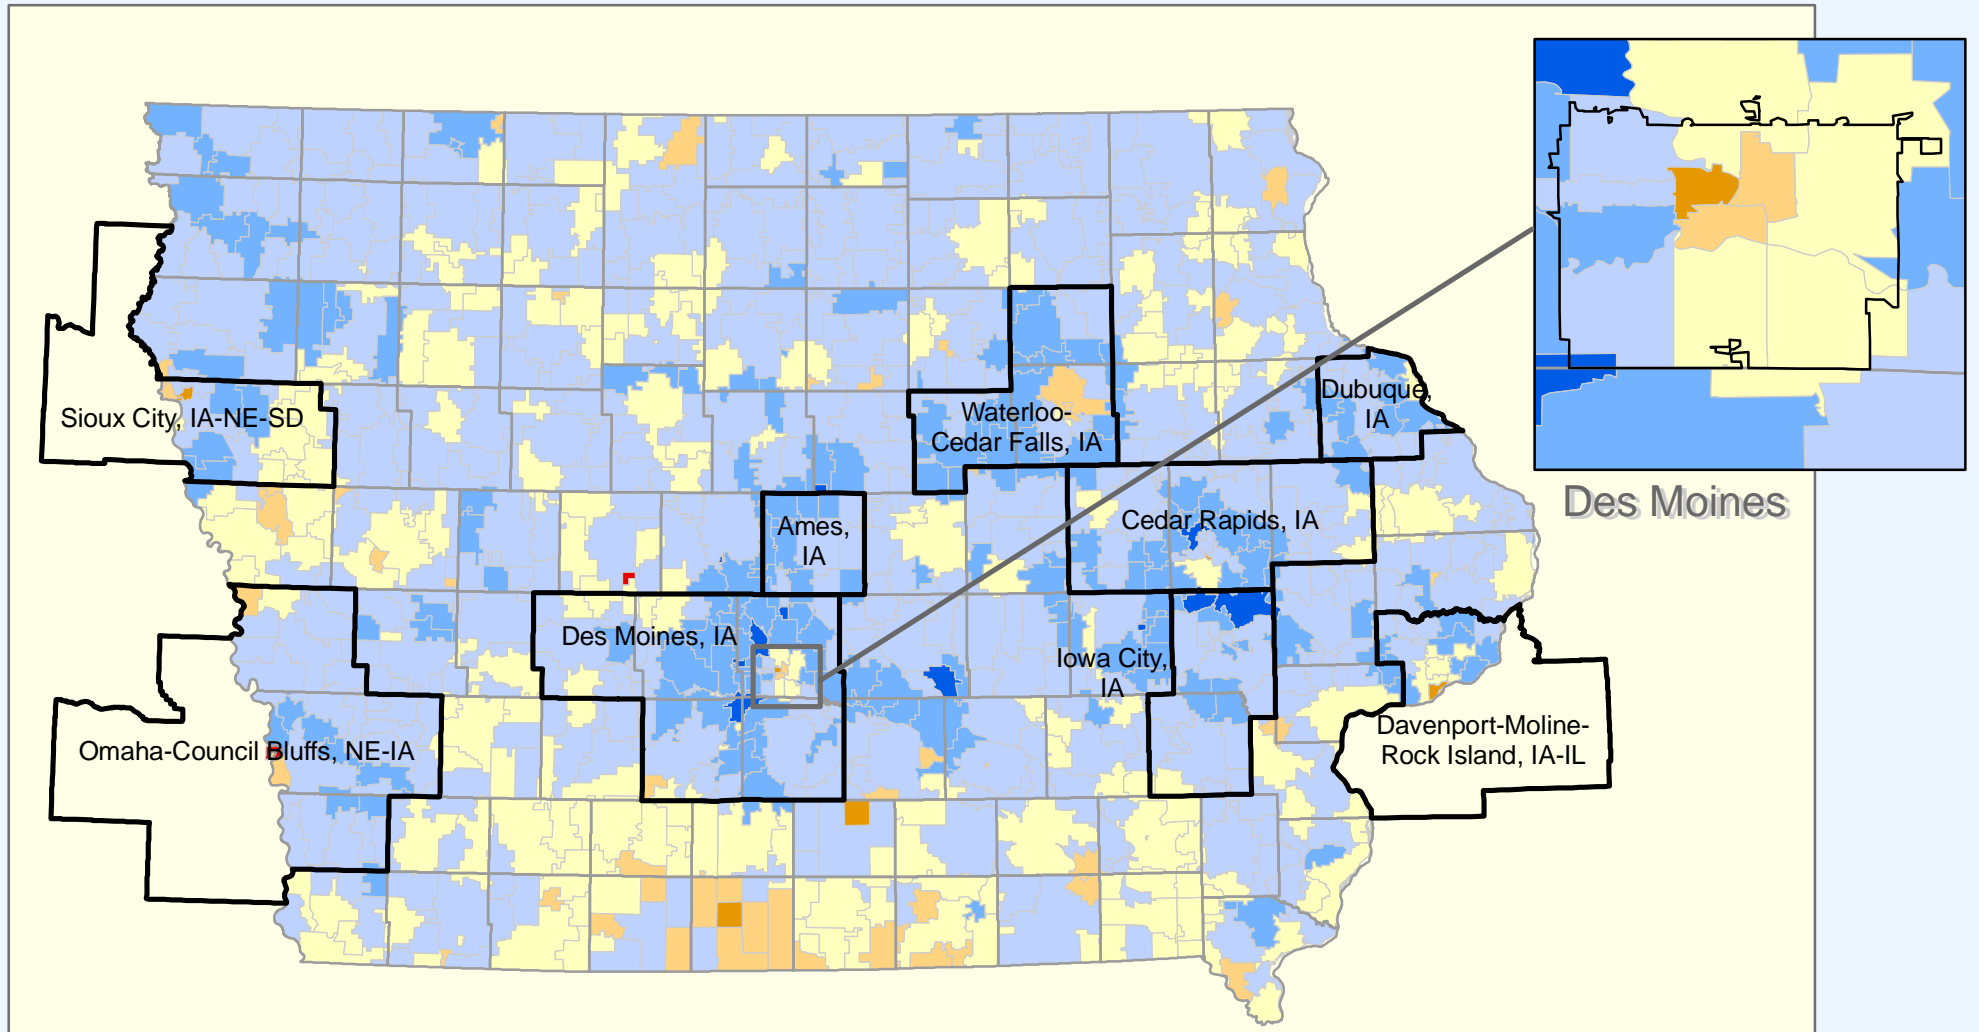 Dubuque,
IA
Sioux City, IA-NE-SD
Waterloo-
Cedar Falls, IA
Des Moines
Ames,
IA
Cedar Rapids, IA
Des Moines, IA
Iowa City,
IA
Omaha-Council Bluffs, NE-IA
Davenport-Moline-
Rock Island, IA-IL